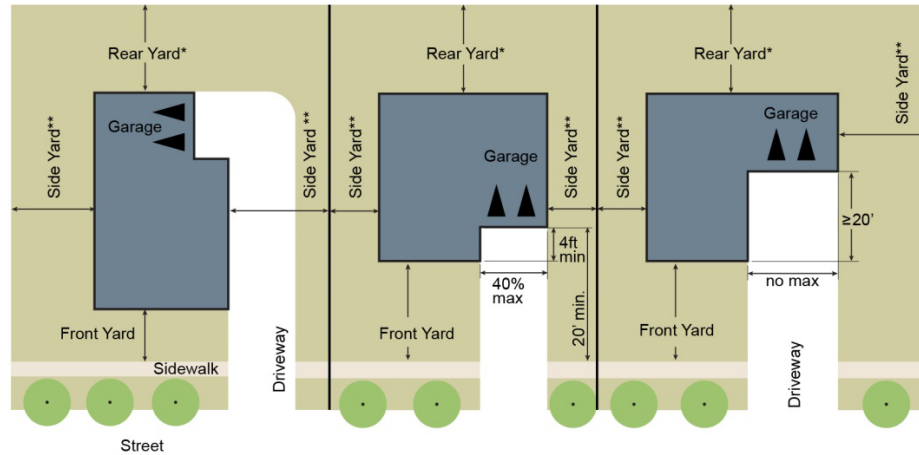 Rear Yard*
Garage
Side Yard**
Side Yard**
Front Yard
Sidewalk
Driveway
Street
Rear Yard*
Side Yard**
Garage
Side Yard**
4ft
min
40%
max
20' min.
Front Yard
Rear Yard*
Side Yard**
Garage
Side Yard**
≥20'
no max
Front Yard
Driveway